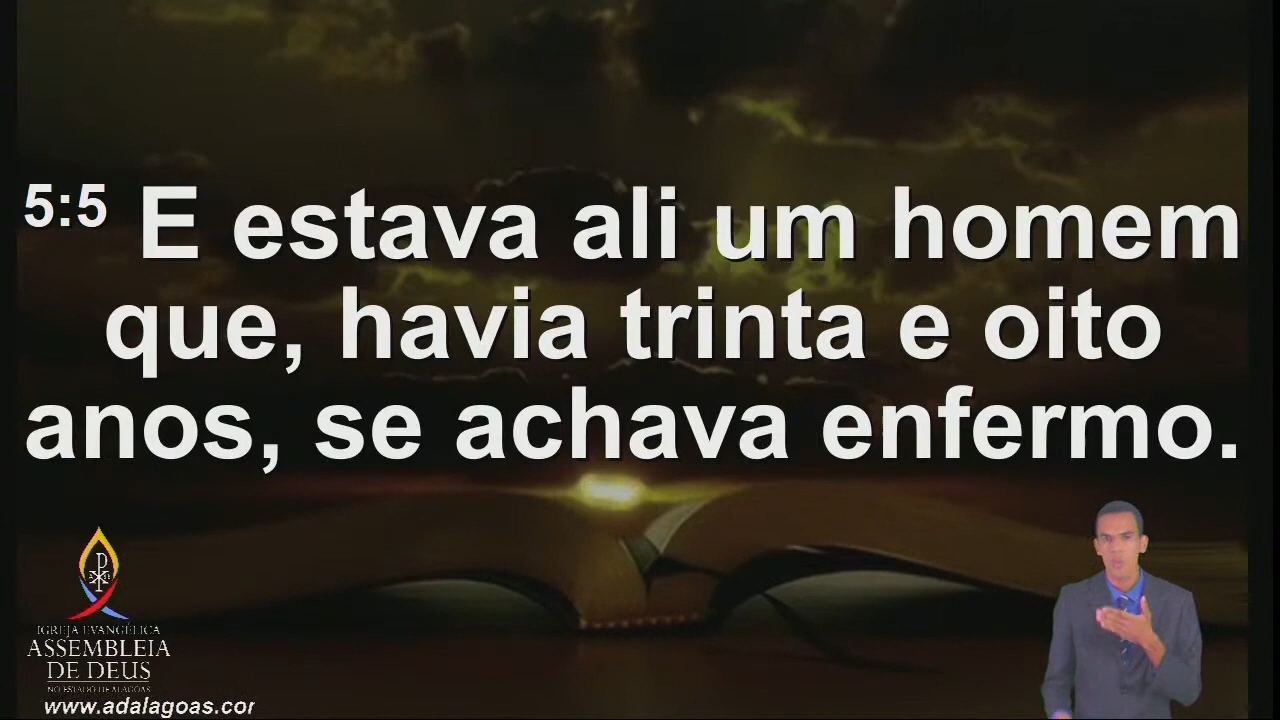 5:5 E estava ali um homem
que, havia trinta e oito
anos, se achava enfermo.
IGREJA EVANGÉLICA
ASSEMBLEIA
DE DEUS
NO ESTADO DE ALAGOAS
www.adalagoas.cor